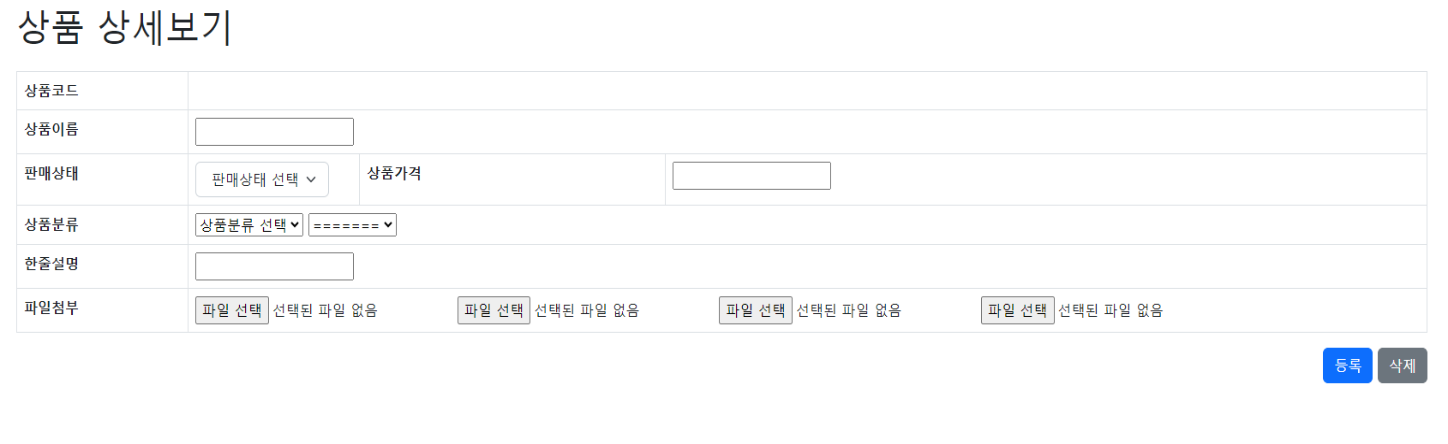 상품 상세보기
상품코드
상품이름
판매상태 판매상태 선택 상품가격
상품분류 상품분류 선택 =======
한줄설명
파일첨부 파일 선택 선택된 파일 없음 파일 선택 선택된 파일 없음 파일 선택 선택된 파일 없음 파일 선택 선택된 파일 없음
등록 삭제